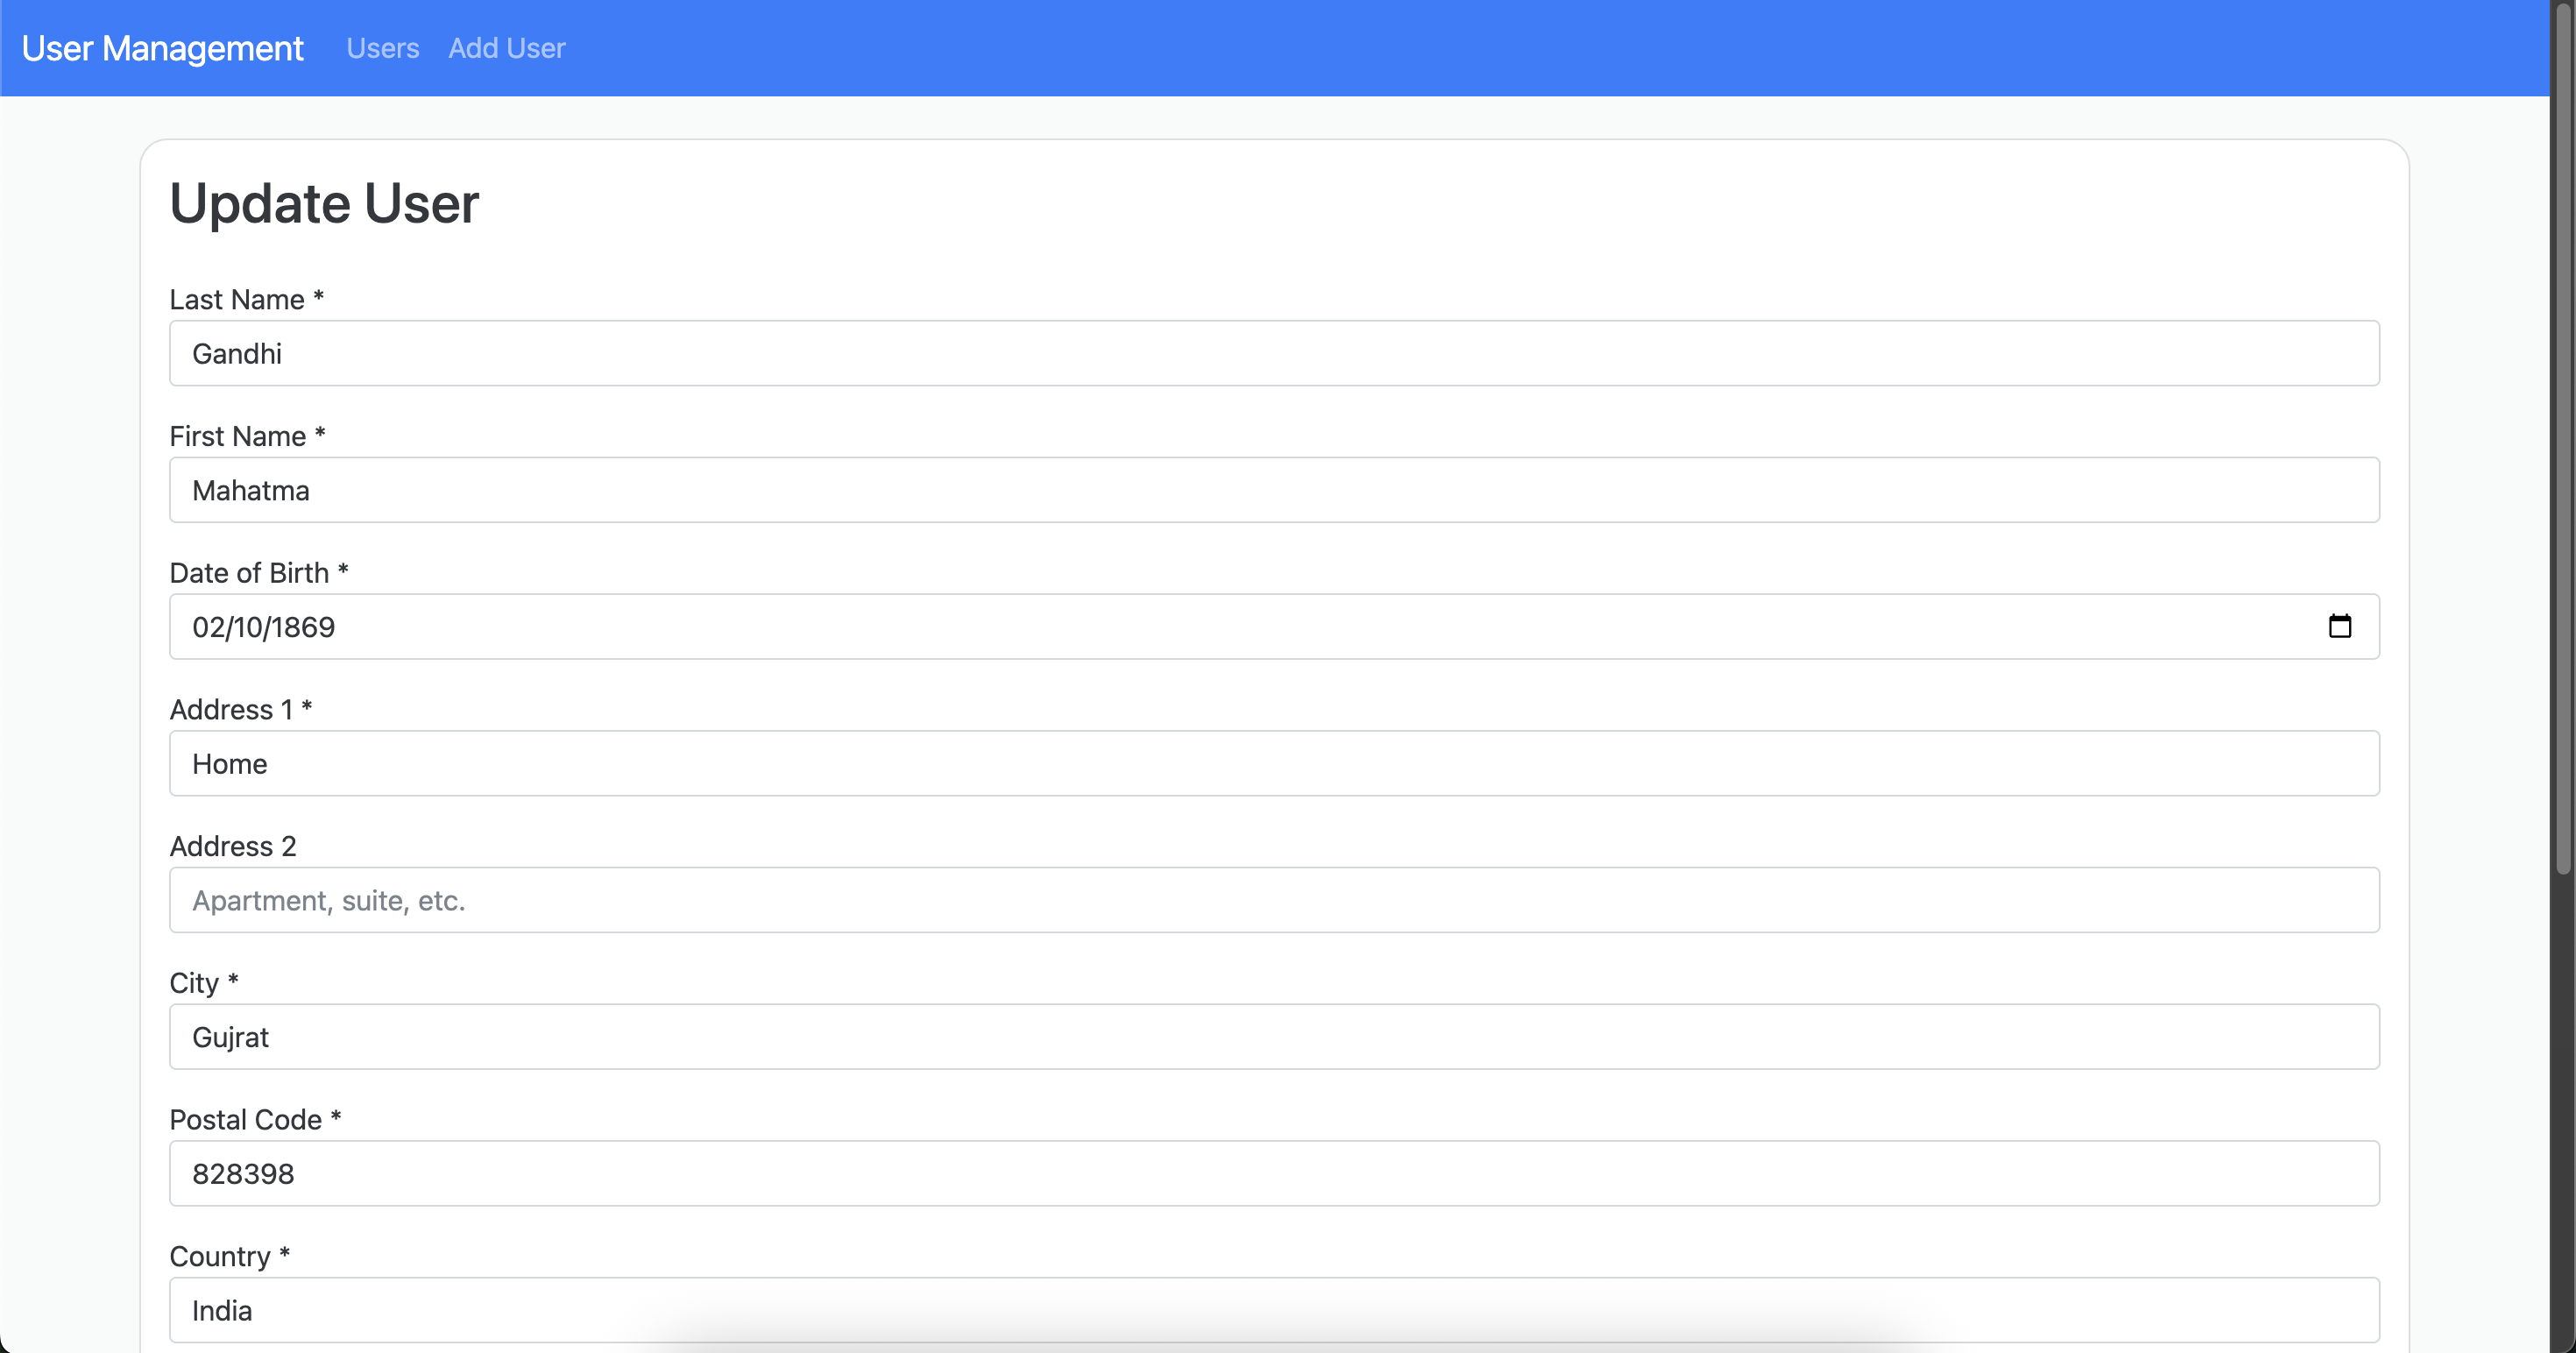 User Management Users Add User
Update User
Last Name *
Gandhi
First Name *
Mahatma
Date of Birth *
02/10/1869
Address 1 *
Home
Address 2
Apartment, suite, etc.
City *
Gujrat
Postal Code *
828398
Country *
India